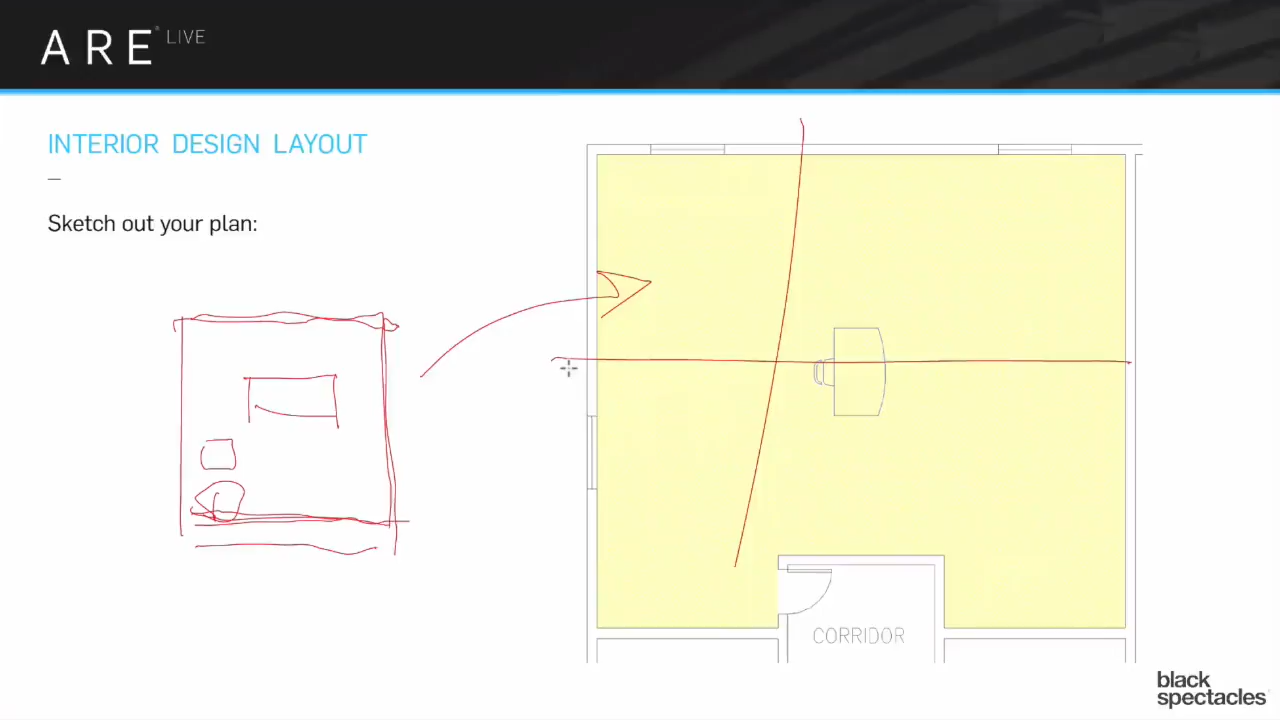 ARE® LIVE
INTERIOR DESIGN LAYOUT
—
Sketch out your plan:
CORRIDOR
black
spectacles